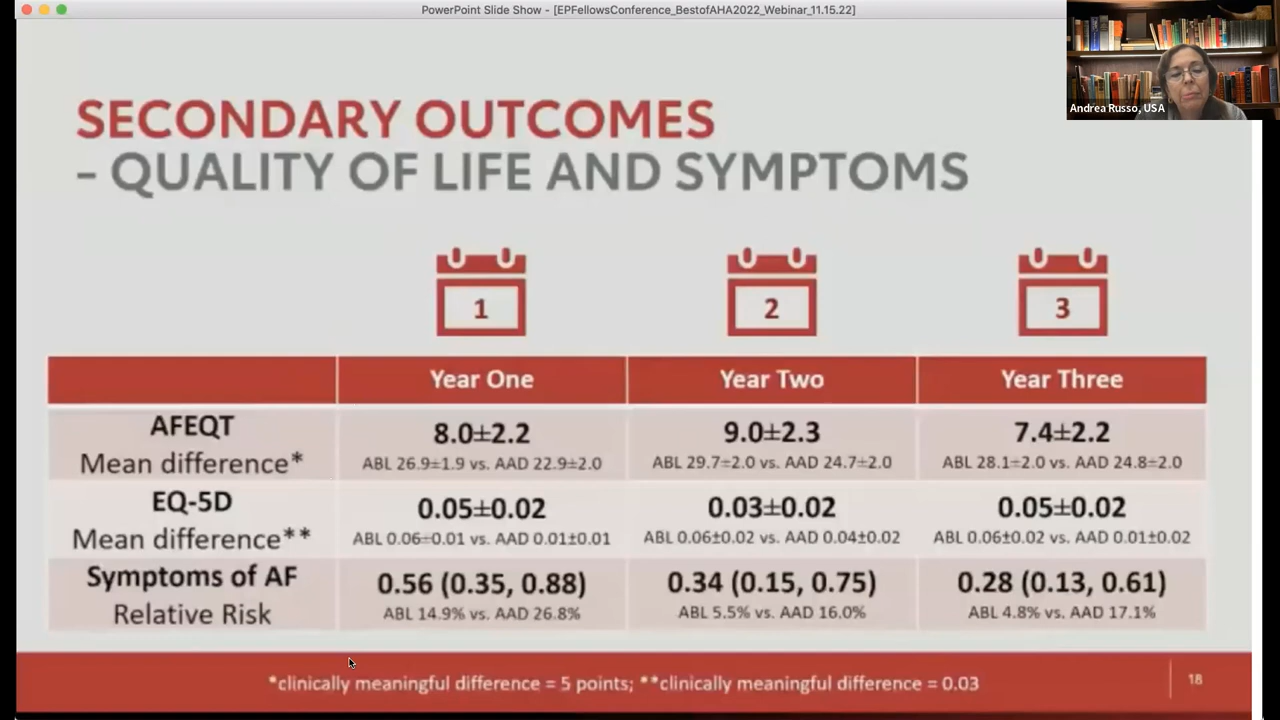 PowerPoint Slide Show - [EPFellowsConference_BestofAHA2022_Webinar_11.15.22]
Andrea Russo, USA
SECONDARY OUTCOMES
– QUALITY OF LIFE AND SYMPTOMS
1 2 3
Year One Year Two Year Three
AFEQT 8.0±2.2 9.0±2.3 7.4±2.2
Mean difference* ABL 26.9±1.9 vs. AAD 22.9±2.0 ABL 29.7±2.0 vs. AAD 24.7±2.0 ABL 28.1±2.0 vs. AAD 24.8±2.0
EQ-5D 0.05±0.02 0.03±0.02 0.05±0.02
Mean difference** ABL 0.06±0.01 vs. AAD 0.01±0.01 ABL 0.06±0.02 vs. AAD 0.04±0.02 ABL 0.06±0.02 vs. AAD 0.01±0.02
Symptoms of AF 0.56 (0.35, 0.88) 0.34 (0.15, 0.75) 0.28 (0.13, 0.61)
Relative Risk ABL 14.9% vs. AAD 26.8% ABL 5.5% vs. AAD 16.0% ABL 4.8% vs. AAD 17.1%
*clinically meaningful difference = 5 points; **clinically meaningful difference = 0.03
18